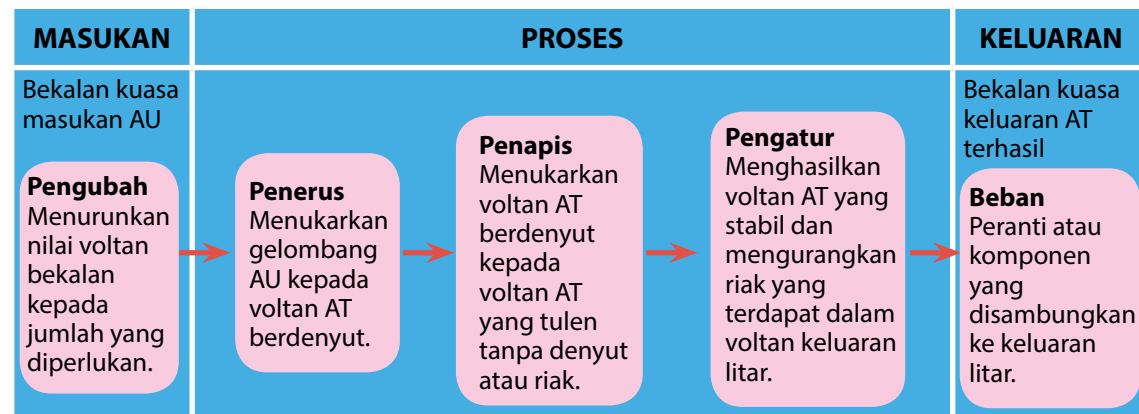 MASUKAN
PROSES
KELUARAN
Bekalan kuasa
masukan AU
Pengubah
Menurunkan
nilai voltan
bekalan
kepada
jumlah yang
diperlukan.
Penerus
Menukarkan
gelombang
AU kepada
voltan AT
berdenyut.
Penapis
Menukarkan
voltan AT
berdenyut
kepada
voltan AT
yang tulen
tanpa denyut
atau riak.
Pengatur
Menghasilkan
voltan AT yang
stabil dan
mengurangkan
riak yang
terdapat dalam
voltan keluaran
litar.
Bekalan kuasa
keluaran AT
terhasil
Beban
Peranti atau
komponen
yang
disambungkan
ke keluaran
litar.